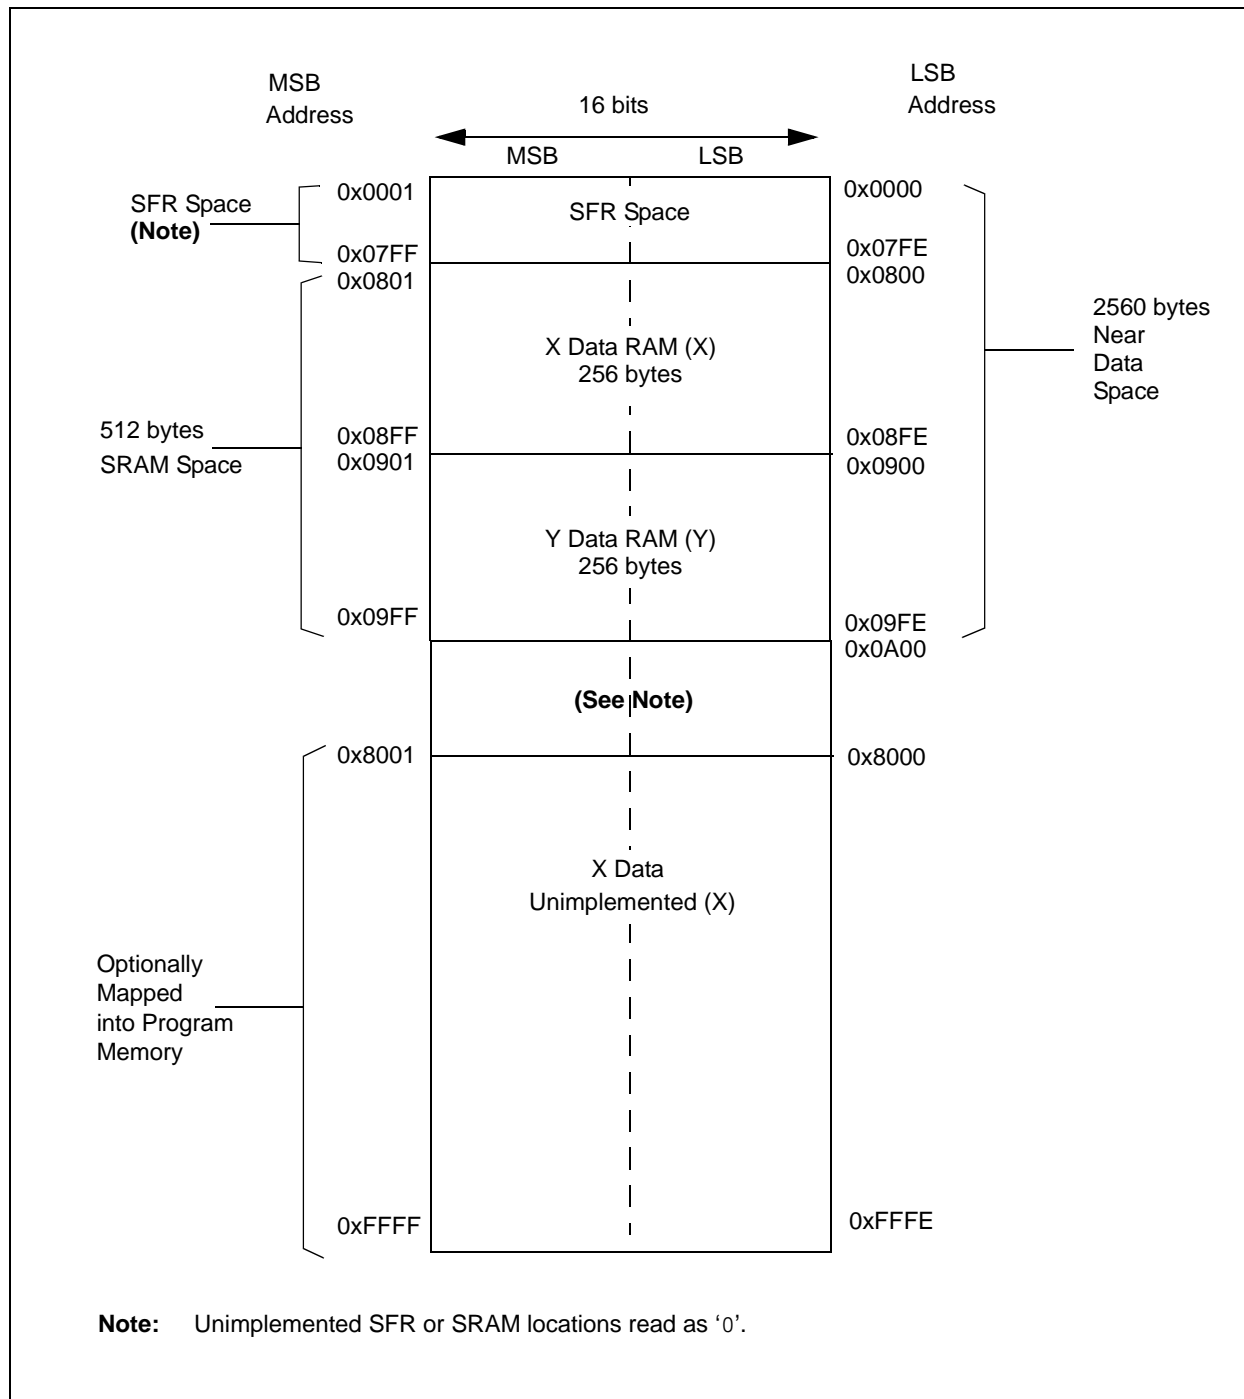 MSB
Address
LSB
Address
16 bits
MSB
LSB
SFR Space
(Note)
0x0001
SFR Space
0x0000
0x07FF
0x07FE
0x0801
0x0800
2560 bytes
Near
Data
Space
X Data RAM (X)
256 bytes
512 bytes
SRAM Space
0x08FF
0x08FE
0x0901
0x0900
Y Data RAM (Y)
256 bytes
0x09FF
0x09FE
0x0A00
(See Note)
0x8001
0x8000
X Data
Unimplemented (X)
Optionally
Mapped
into Program
Memory
0xFFFF
0xFFFE
Note: Unimplemented SFR or SRAM locations read as ‘0’.